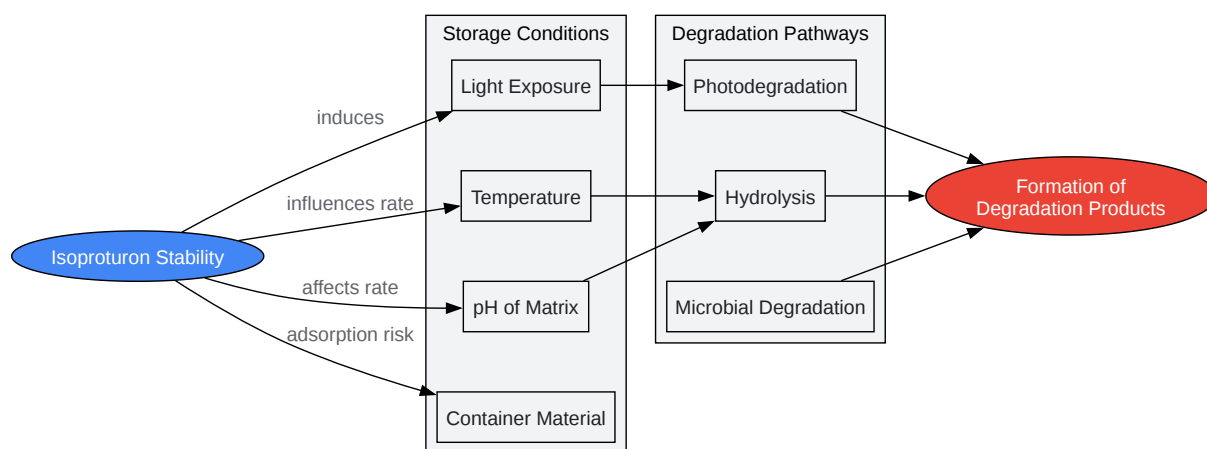 Storage Conditions
Degradation Pathways
Light Exposure
Photodegradation
induces
Temperature
Hydrolysis
influences rate
Formation of
Degradation Products
Isoproturon Stability
affects rate
pH of Matrix
Microbial Degradation
adsorption risk
Container Material